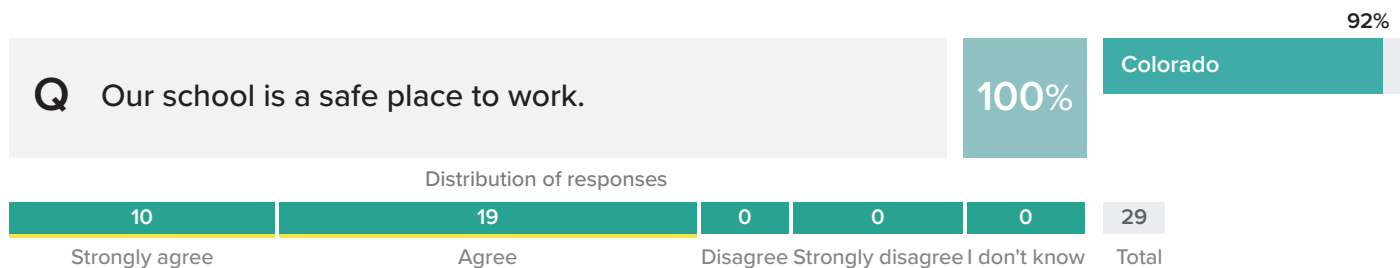 92%
Q Our school is a safe place to work.
100%
Colorado
Distribution of responses
10 19 0 0 0 29
Strongly agree Agree Disagree Strongly disagree I don't know Total